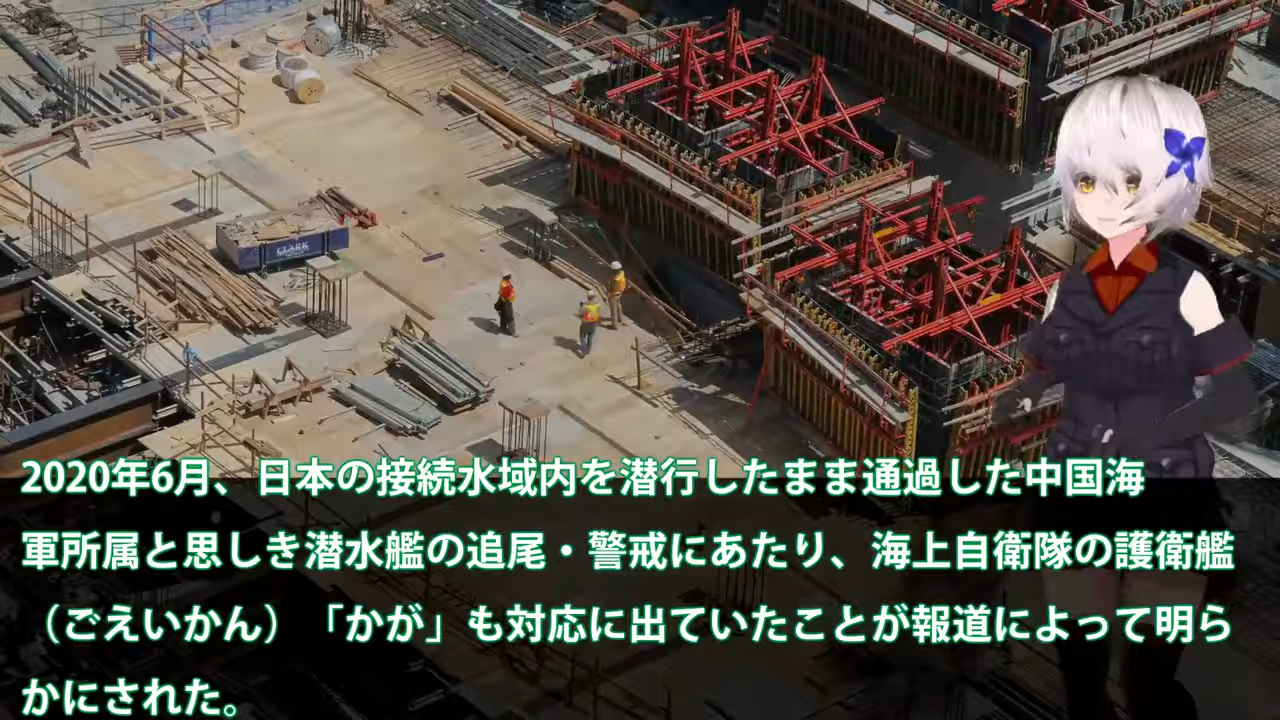 CLARK
2020年6月、日本の接続水域内を潜行したまま通過した中国海
軍所属と思しき潜水艦の追尾・警戒にあたり、海上自衛隊の護衛艦
（ごえいかん）「かが」も対応に出ていたことが報道によって明ら
かにされた。